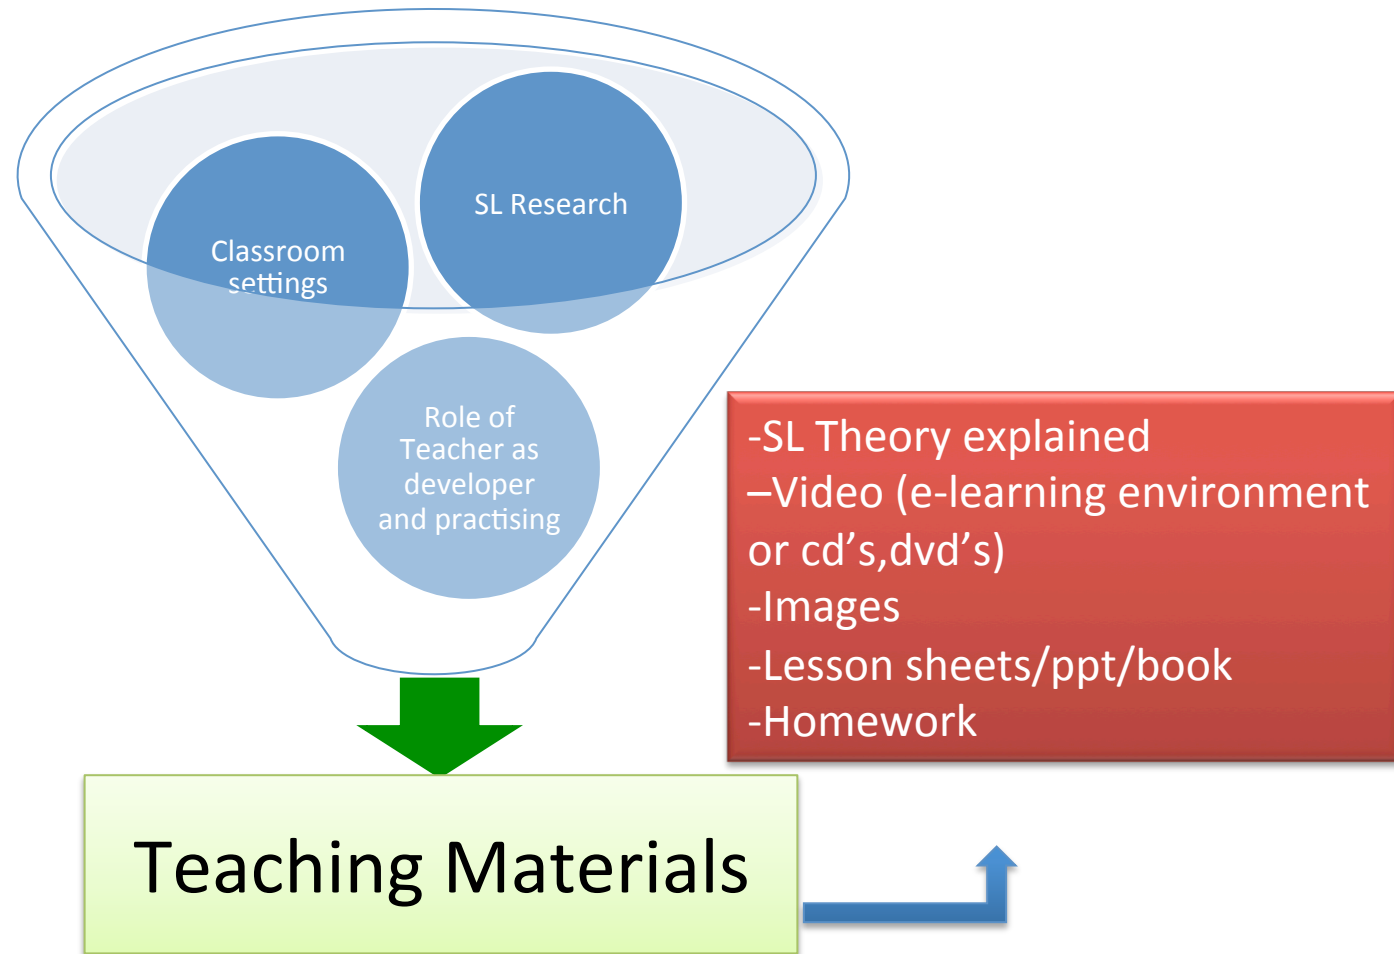 SL Research
Classroom
settings
Role of
Teacher as
developer
and practising
-SL Theory explained
–Video (e-learning environment
or cd’s,dvd’s)
-Images
-Lesson sheets/ppt/book
-Homework
Teaching Materials